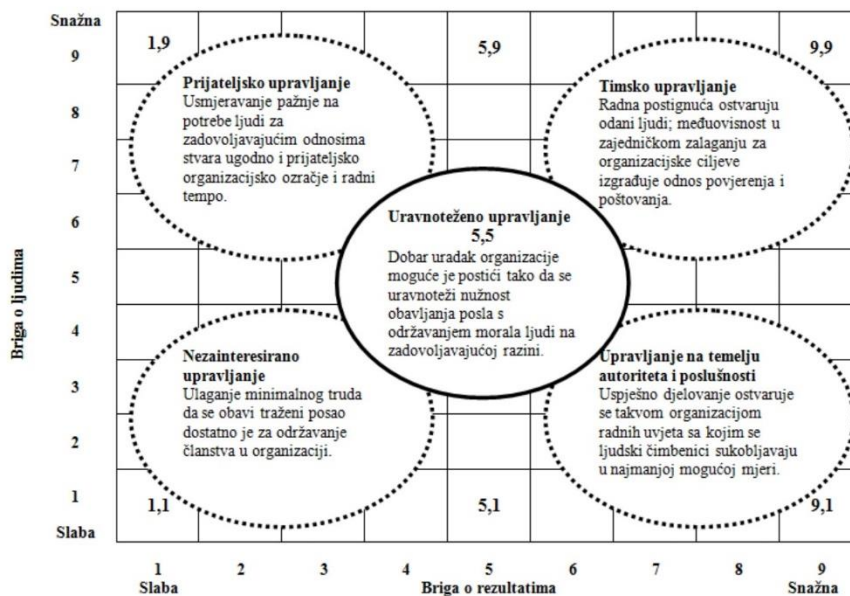 Snažna
9
8
7
6
5
4
3
2
1
Slaba
Briga o ljudima
1,9
5,9
9,9
Prijateljsko upravljanje
Usmjeravanje pažnje na
potrebe ljudi za
zadovoljavajućim odnosima
stvara ugodno i prijateljsko
organizacijsko ozračje i radni
tempo.
Timsko upravljanje
Radna postignuća ostvaruju
odani ljudi; međuovisnost u
zajedničkom zalaganju za
organizacijske ciljeve
izgrađuje odnos povjerenja i
poštovanja.
Uravnoteženo upravljanje
5,5
Dobar uradak organizacije
moguće je postići tako da se
uravnoteži nužnost
obavljanja posla s
održavanjem morala ljudi na
zadovoljavajućoj razini.
Nezainteresirano
upravljanje
Ulaganje minimalnog truda
da se obavi traženi posao
dostatno je za održavanje
članstva u organizaciji.
Upravljanje na temelju
autoriteta i poslušnosti
Uspješno djelovanje ostvaruje
se takvom organizacijom
radnih uvjeta sa kojim se
ljudski čimbenici sukobljavaju
u najmanjoj mogućoj mjeri.
1,1
5,1
9,1
1 2 3 4 5 6 7 8 9
Slaba Briga o rezultatima Snažna